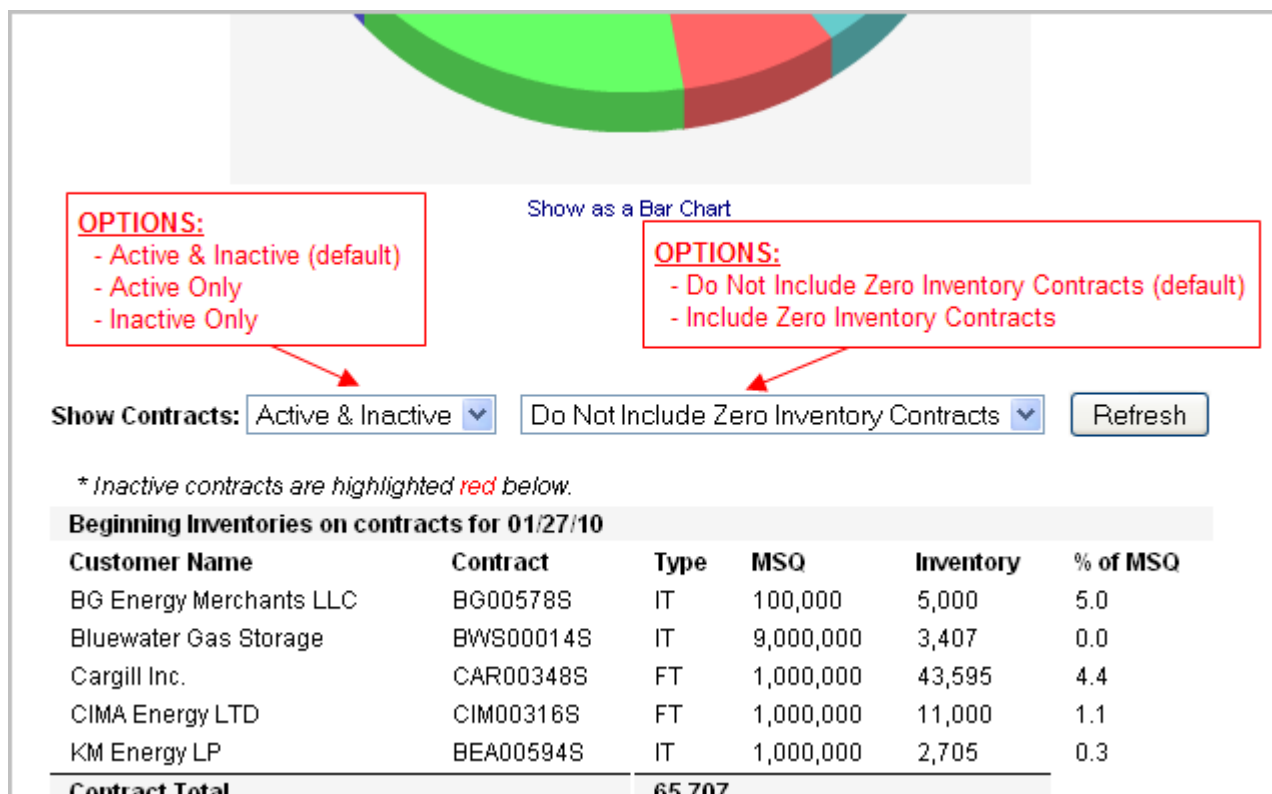 Show as a Bar Chart
OPTIONS:
- Active & Inactive (default)
- Active Only
- Inactive Only
OPTIONS:
- Do Not Include Zero Inventory Contracts (default)
- Include Zero Inventory Contracts
Show Contracts: Active & Inactive Do Not Include Zero Inventory Contracts Refresh
* Inactive contracts are highlighted red below.
Beginning Inventories on contracts for 01/27/10
Customer Name Contract Type MSQ Inventory % of MSQ
BG Energy Merchants LLC BG00578S IT 100,000 5,000 5.0
Bluewater Gas Storage BWS00014S IT 9,000,000 3,407 0.0
Cargill Inc. CAR00348S FT 1,000,000 43,595 4.4
CIMA Energy LTD CIM00316S FT 1,000,000 11,000 1.1
KM Energy LP BEA00594S IT 1,000,000 2,705 0.3
Contract Total 65,707